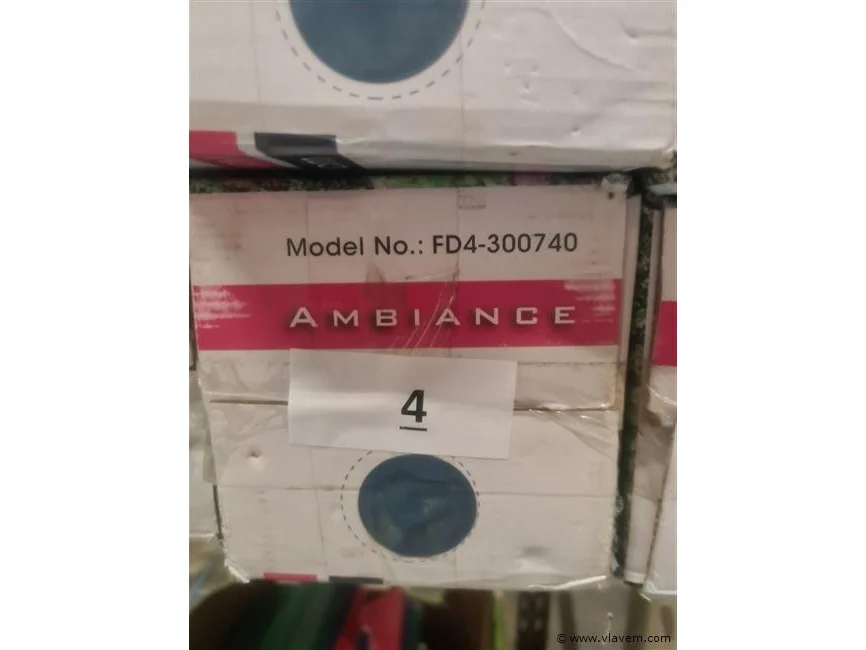 Model No.: FD4-300740
AMBIANCE
4
© www.vlavem.com